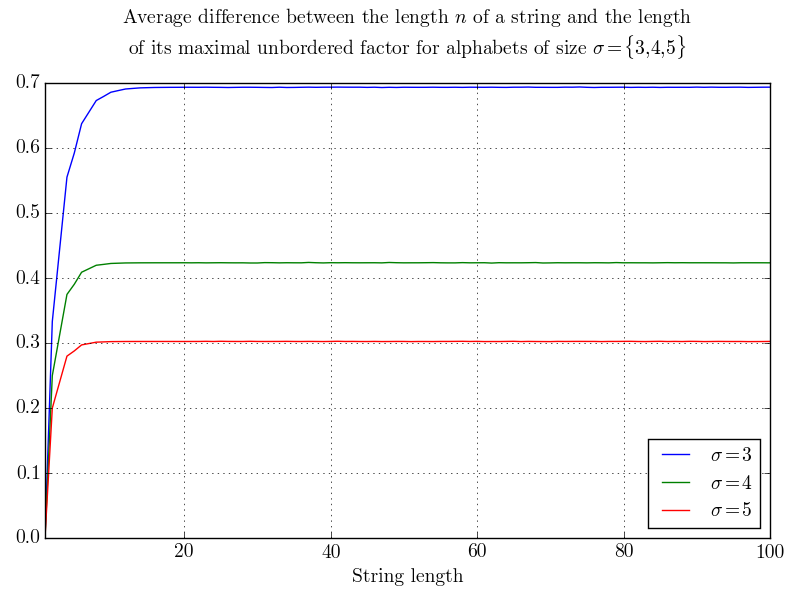 Average difference between the length n of a string and the length
of its maximal unbordered factor for alphabets of size σ = {3,4,5}
0.7
0.6
0.5
0.4
0.3
0.2
0.1
0.0
σ = 3
σ = 4
σ = 5
20 40 60 80 100
String length